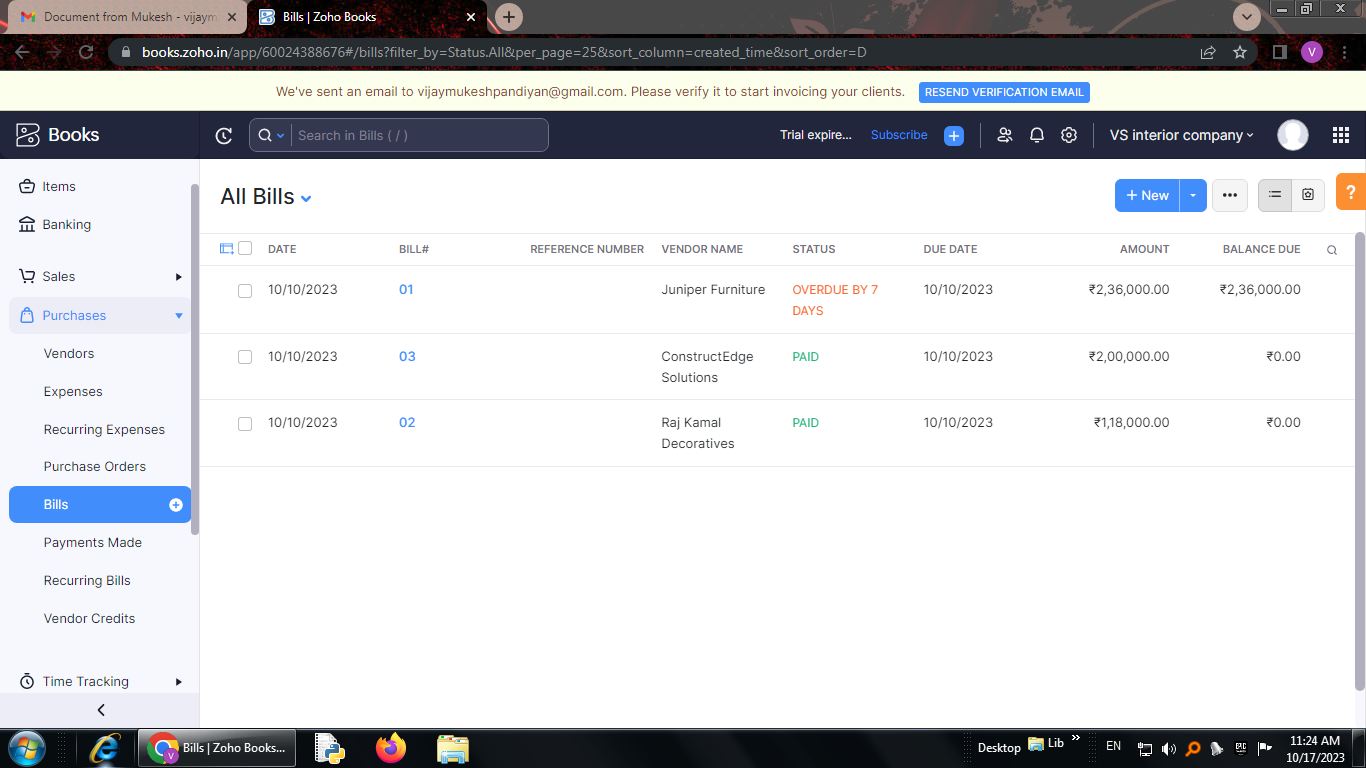 Document from Mukesh - vijaym
Bills | Zoho Books
books.zoho.in/app/60024388676#/bills?filter_by=Status.All&per_page=25&sort_column=created_time&sort_order=D
V
We've sent an email to vijaymukeshpandiyan@gmail.com. Please verify it to start invoicing your clients.
RESEND VERIFICATION EMAIL
Books
Search in Bills ( / )
Trial expire...
Subscribe
VS interior company
Items
Banking
Sales
Purchases
Vendors
Expenses
Recurring Expenses
Purchase Orders
Bills
Payments Made
Recurring Bills
Vendor Credits
Time Tracking
All Bills
+ New
?
DATE BILL# REFERENCE NUMBER VENDOR NAME STATUS DUE DATE AMOUNT BALANCE DUE
10/10/2023 01 Juniper Furniture OVERDUE BY 7 10/10/2023 ₹2,36,000.00 ₹2,36,000.00
DAYS
10/10/2023 03 ConstructEdge PAID 10/10/2023 ₹2,00,000.00 ₹0.00
Solutions
10/10/2023 02 Raj Kamal PAID 10/10/2023 ₹1,18,000.00 ₹0.00
Decoratives
V
Bills | Zoho Books...
Desktop
Lib
EN
11:24 AM
10/17/2023